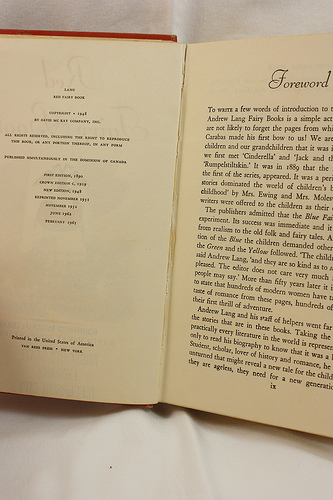 LANG
RED FAIRY BOOK
COPYRIGHT • 1948
BY DAVID MC KAY COMPANY, INC.
ALL RIGHTS RESERVED, INCLUDING THE RIGHT TO REPRODUCE
THIS BOOK, OR ANY PORTION THEREOF, IN ANY FORM
PUBLISHED SIMULTANEOUSLY IN THE DOMINION OF CANADA
FIRST EDITION, 1890
CROWN EDITION C, 1919
NEW EDITION, 1948
REPRINTED NOVEMBER 1951
NOVEMBER 1951
JUNE 1962
FEBRUARY 1965
Printed in the United States of America
VAN REES PRESS • NEW YORK
Foreword
To write a few words of introduction to t
Andrew Lang Fairy Books is a simple act
are not likely to forget the pages from whi
Carabas made his first bow to us! We are
children and our grandchildren that it was i
we first met 'Cinderella' and 'Jack and th
'Rumpelstiltskin.' It was in 1889 that the
the first of the series, appeared. It was a per
stories dominated the world of children's b
childhood' by Mrs. Ewing and Mrs. Moles
writers were offered to the children as their
The publishers admitted that the Blue Fai
experiment. Its success was immediate and it
from realism to the old folk and fairy tales. A
tion of the Blue the children demanded other
the Green and the Yellow followed. 'The child
said Andrew Lang, 'and they are so kind as to
pleased. The editor does not care very much
people may say.' More than fifty years later it i
to state that hundreds of modern women have ta
taste of romance from these pages, hundreds of
their first thrill of adventure.
Andrew Lang and his staff of helpers went far
the stories that are in these books. Taking the
practically every literature in the world is represen
only to read his biography to know that it was a l
Student, scholar, lover of history and romance, he
unturned that might reveal a new tale for the child
they are ageless, they need for a new generatio
ix